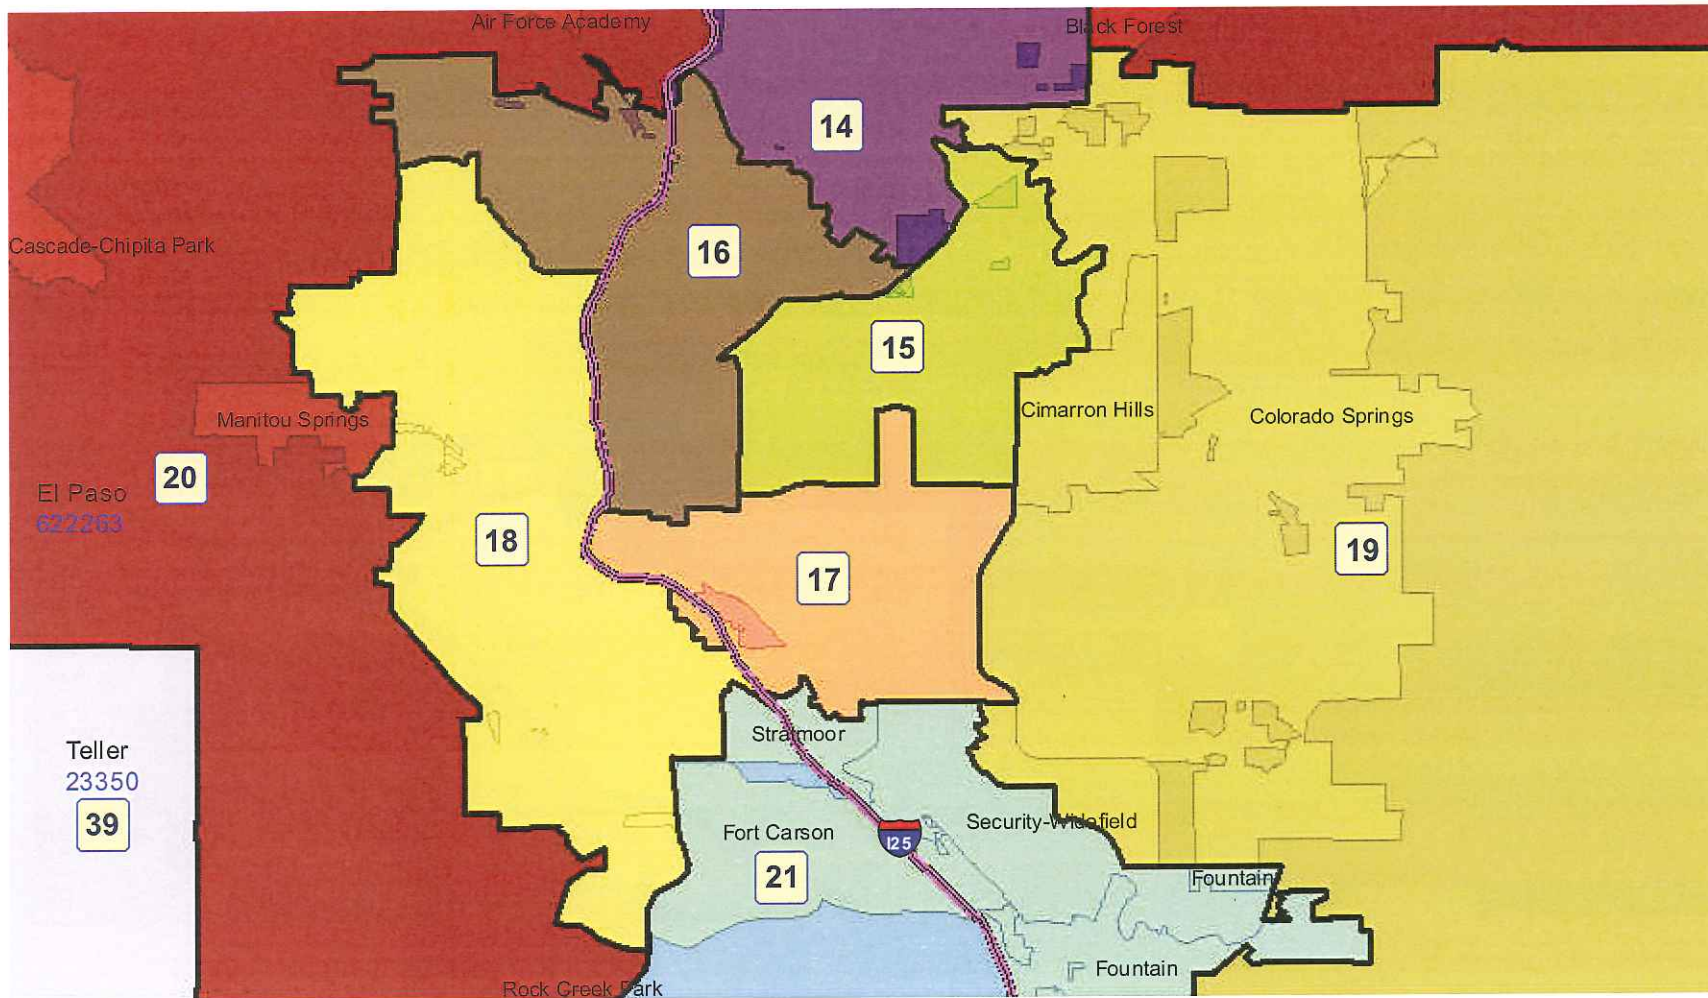 Air Force Academy
Black Forest
14
Cascade-Chipita Park
16
15
Manitou Springs
Cimarron Hills
Colorado Springs
20
El Paso
622263
18
19
17
Teller
23350
39
Stratmoor
Fort Carson
Security-Widefield
I25
21
Fountain
Fountain
Rock Creek Park